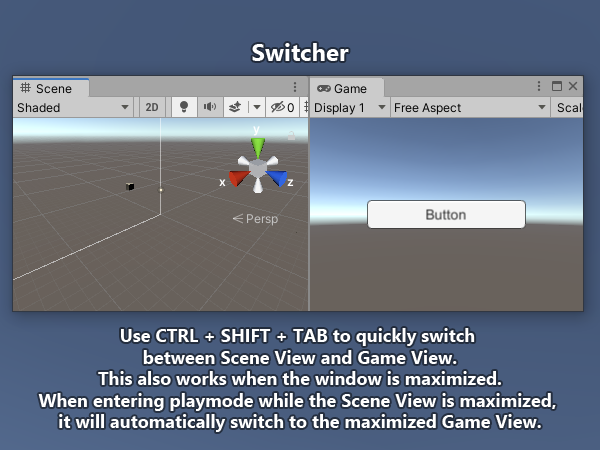 Switcher
Scene
Game
Shaded
2D
0
Display 1
Free Aspect
Scal
y
x
z
Persp
Button
Use CTRL + SHIFT + TAB to quickly switch
between Scene View and Game View.
This also works when the window is maximized.
When entering playmode while the Scene View is maximized,
it will automatically switch to the maximized Game View.